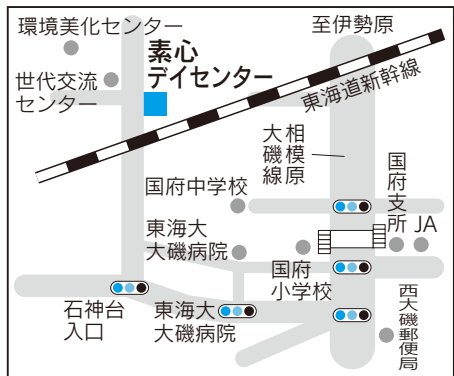 環境美化センター
至伊勢原
素心
デイセンター
世代交流
センター
東海道新幹線
相模原
大磯線
国府中学校
国府支所
JA
東海大
大磯病院
国府
小学校
石神台
入口
東海大
大磯病院
西大磯郵便局